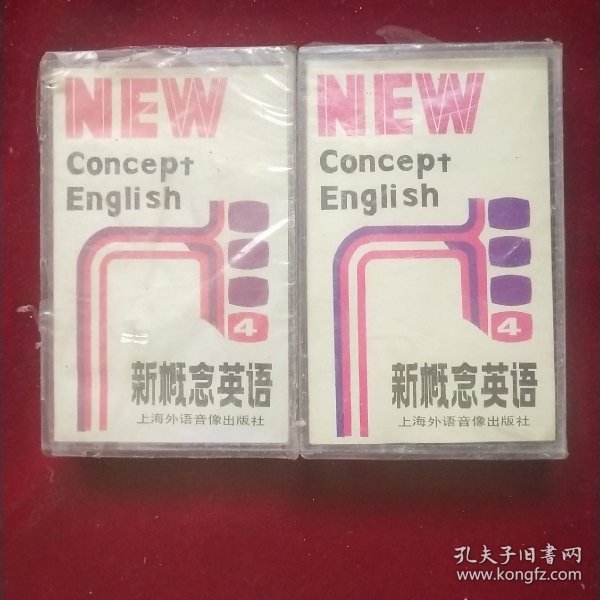 NEW
Concept
English
4
新概念英语
上海外语音像出版社
NEW
Concept
English
4
新概念英语
上海外语音像出版社
孔夫子旧书网
www.kongfz.com